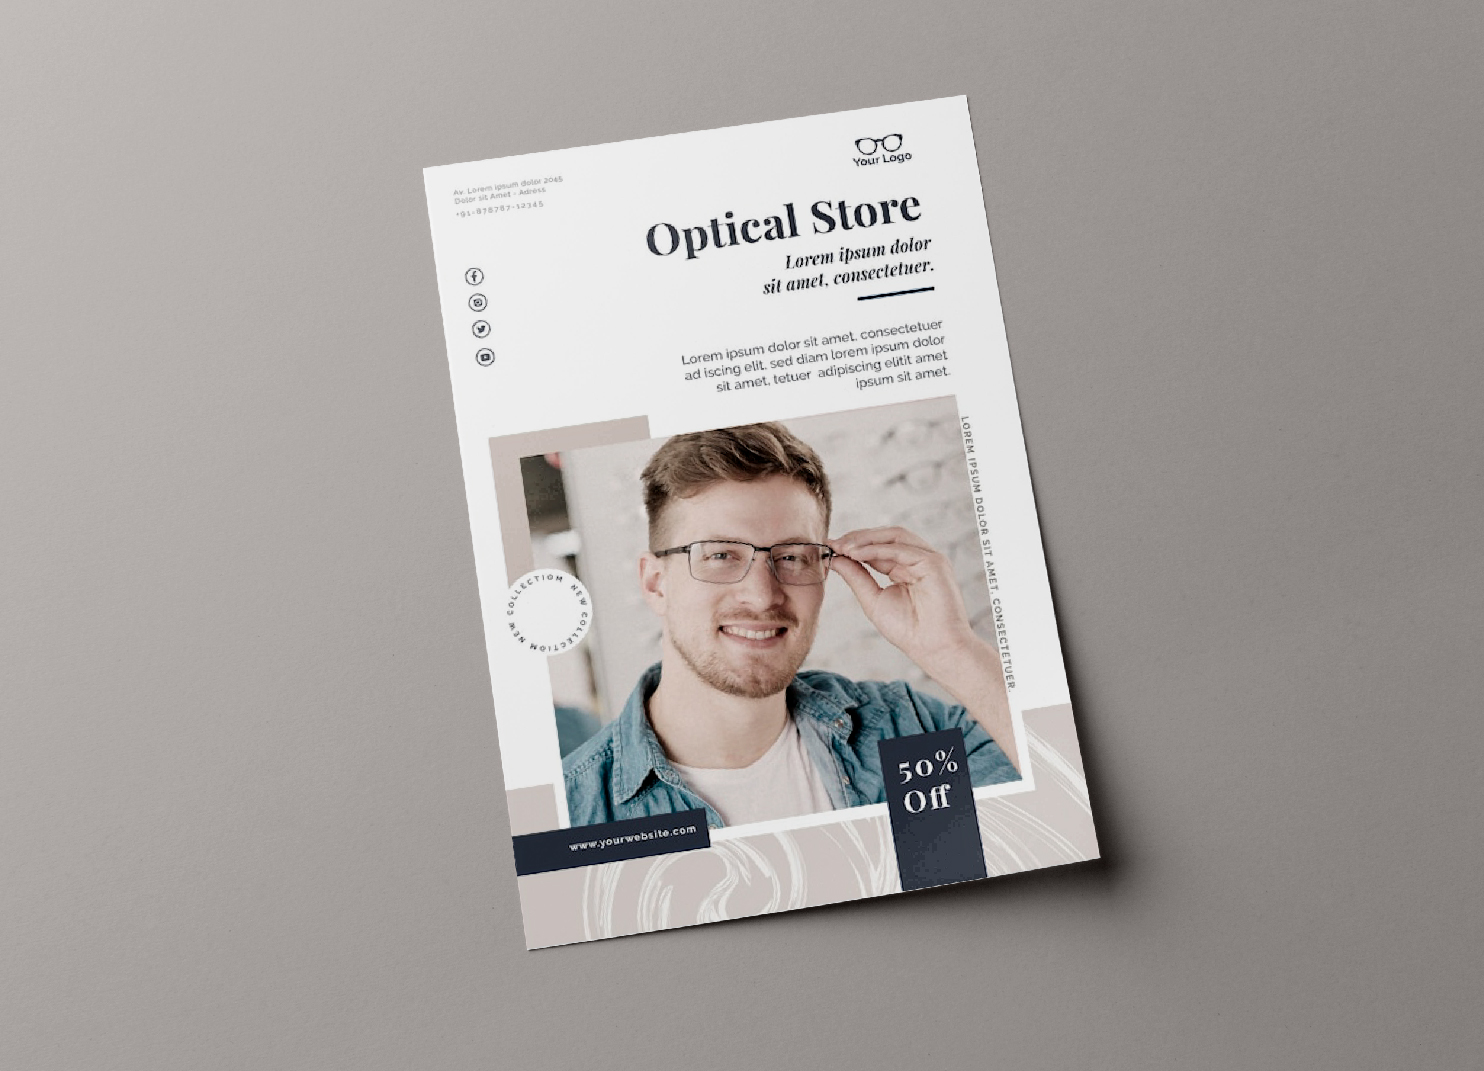 Your Logo
Av. Lorem ipsum dolor 2045
Dolor sit Amet - Adress
+91-878787-12345
Optical Store
Lorem ipsum dolor
sit amet, consectetuer.
Lorem ipsum dolor sit amet, consectetuer
ad iscing elit, sed diam lorem ipsum dolor
sit amet, tetuer adipiscing elitit amet
ipsum sit amet.
LOREM IPSUM DOLOR SIT AMET, CONSECTETUER.
NEW COLLECTIOM NEW COLLECTIOM
50%
Off
www.yourwebsite.com